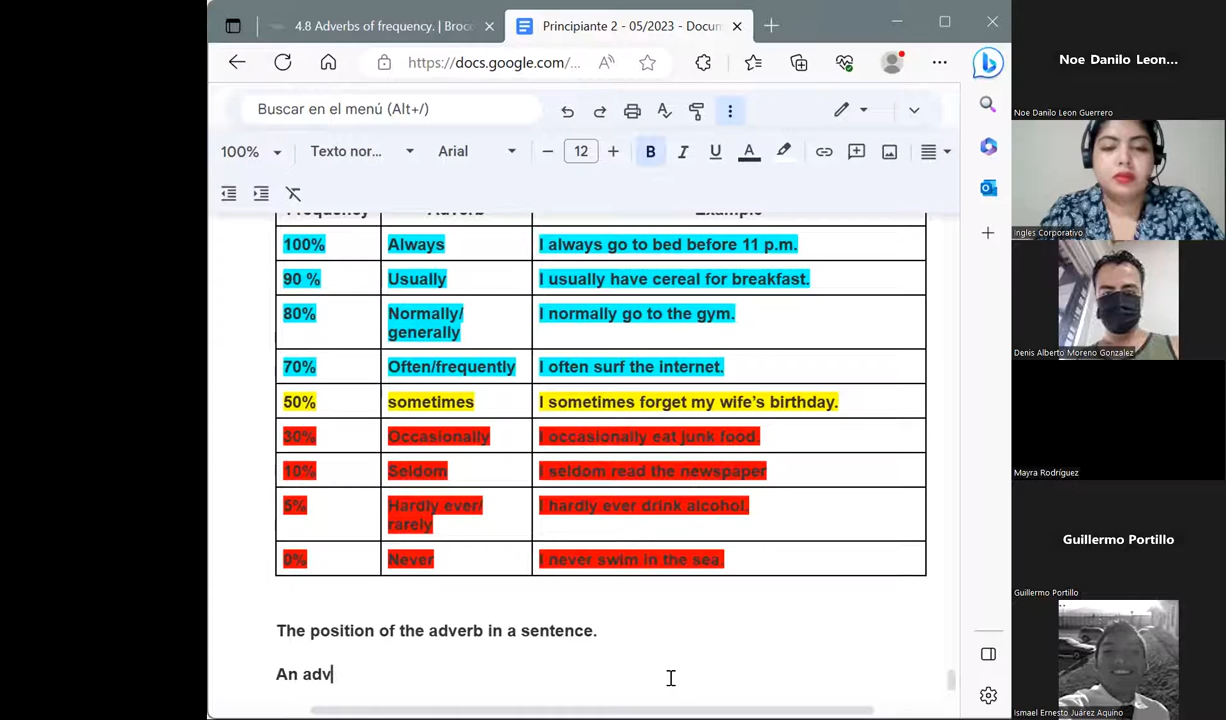 4.8 Adverbs of frequency. | Broc
Principiante 2 - 05/2023 - Docum
https://docs.google.com/...
Buscar en el menú (Alt+/)
100%
Texto nor...
Arial
12
Frequency Adverb Example
100% Always I always go to bed before 11 p.m.
90 % Usually I usually have cereal for breakfast.
80% Normally/ I normally go to the gym.
generally
70% Often/frequently I often surf the internet.
50% sometimes I sometimes forget my wife’s birthday.
30% Occasionally I occasionally eat junk food.
10% Seldom I seldom read the newspaper
5% Hardly ever/ I hardly ever drink alcohol.
rarely
0% Never I never swim in the sea.
The position of the adverb in a sentence.
An adv
Noe Danilo Leon...
Noe Danilo Leon Guerrero
Ingles Corporativo
Denis Alberto Moreno Gonzalez
Mayra Rodríguez
Guillermo Portillo
Guillermo Portillo
Ismael Ernesto Juárez Aquino